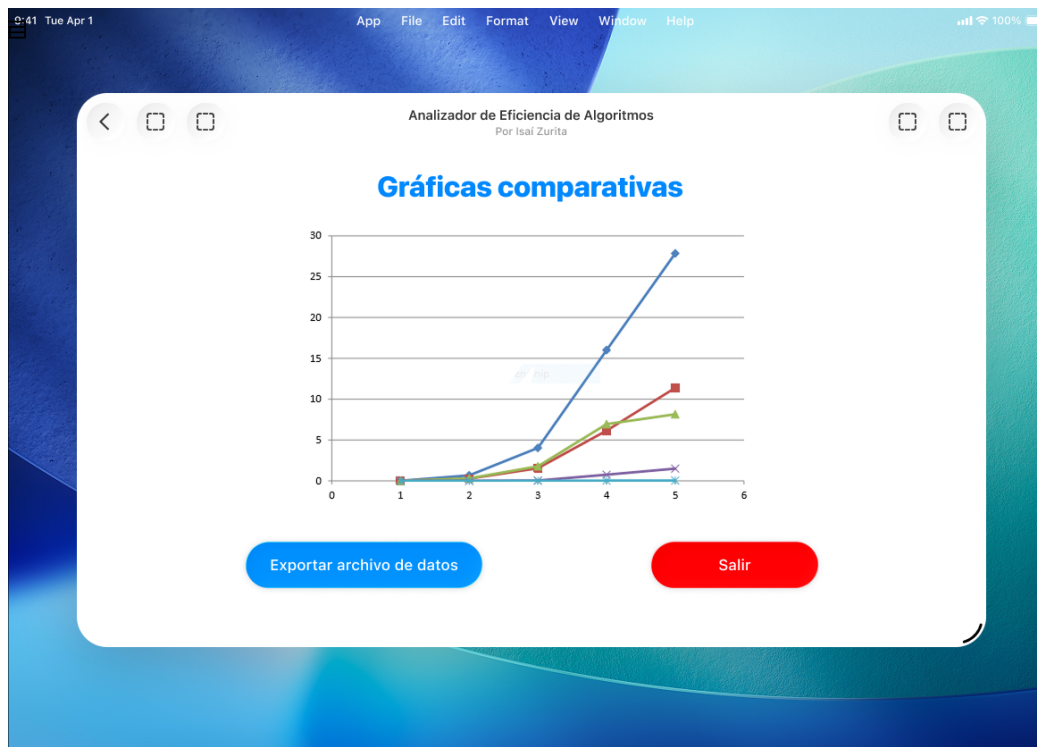 9:41 Tue Apr 1
App File Edit Format View Window Help
100%
Analizador de Eficiencia de Algoritmos
Por Isaí Zurita
Gráficas comparativas
30
25
20
15
10
5
0
0 1 2 3 4 5 6
Exportar archivo de datos
Salir